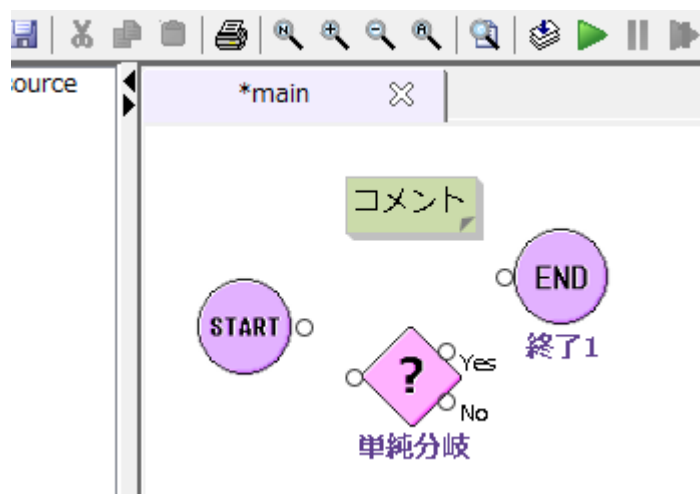 ource
*main
コメント
END
終了1
START
?
Yes
No
単純分岐